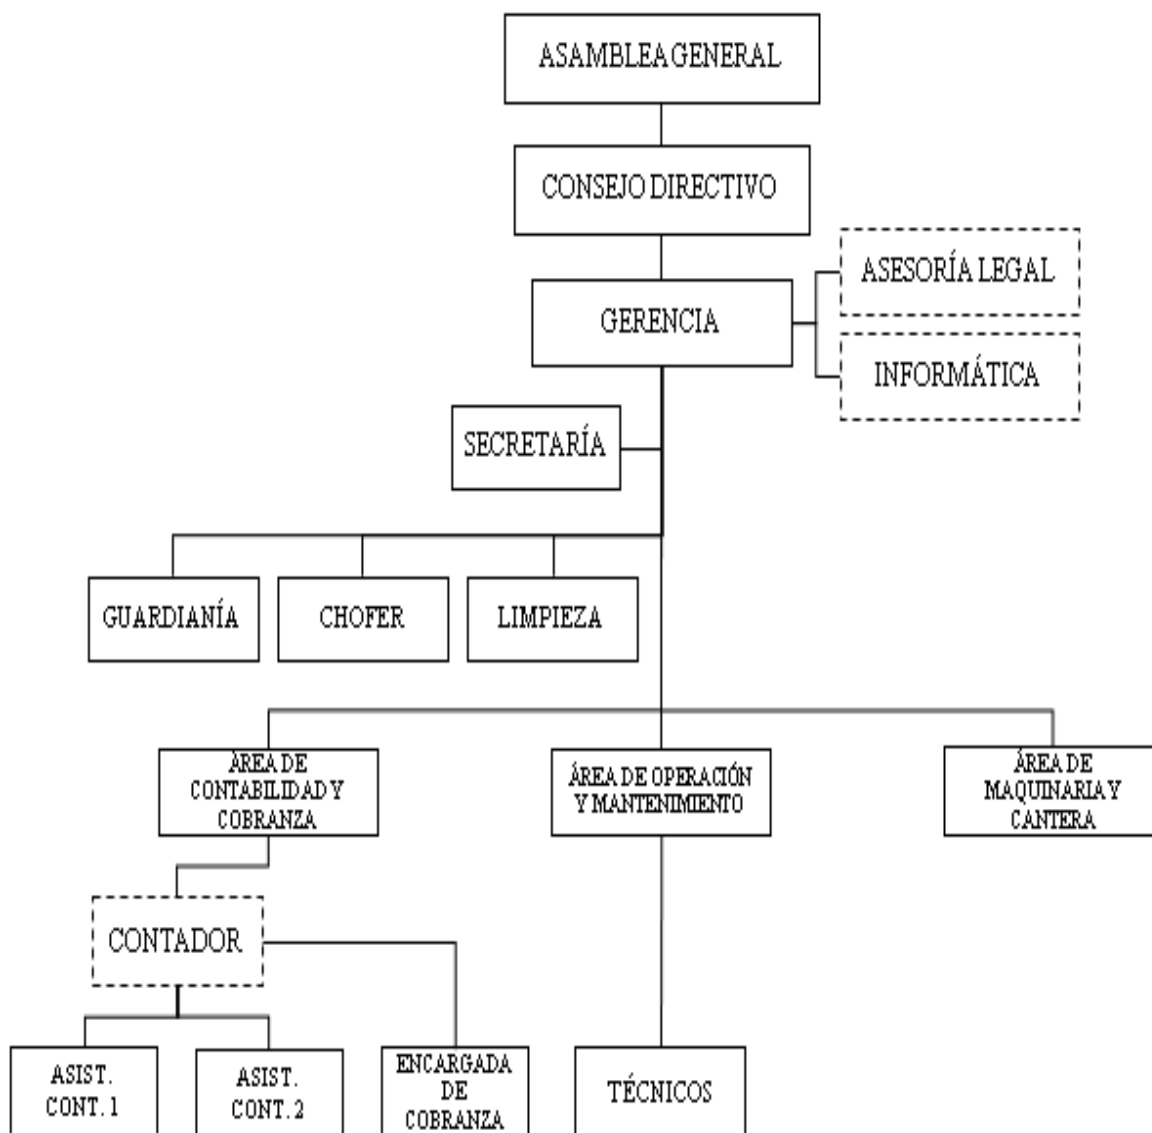 ASAMBLEA GENERAL
CONSEJO DIRECTIVO
GERENCIA
ASESORÍA LEGAL
INFORMÁTICA
SECRETARÍA
GUARDIANÍA
CHOFER
LIMPIEZA
ÁREA DE
CONTABILIDAD Y
COBRANZA
ÁREA DE OPERACIÓN
Y MANTENIMIENTO
ÁREA DE
MAQUINARIA Y
CANTERA
CONTADOR
ASIST.
CONT. 1
ASIST.
CONT. 2
ENCARGADA
DE
COBRANZA
TÉCNICOS